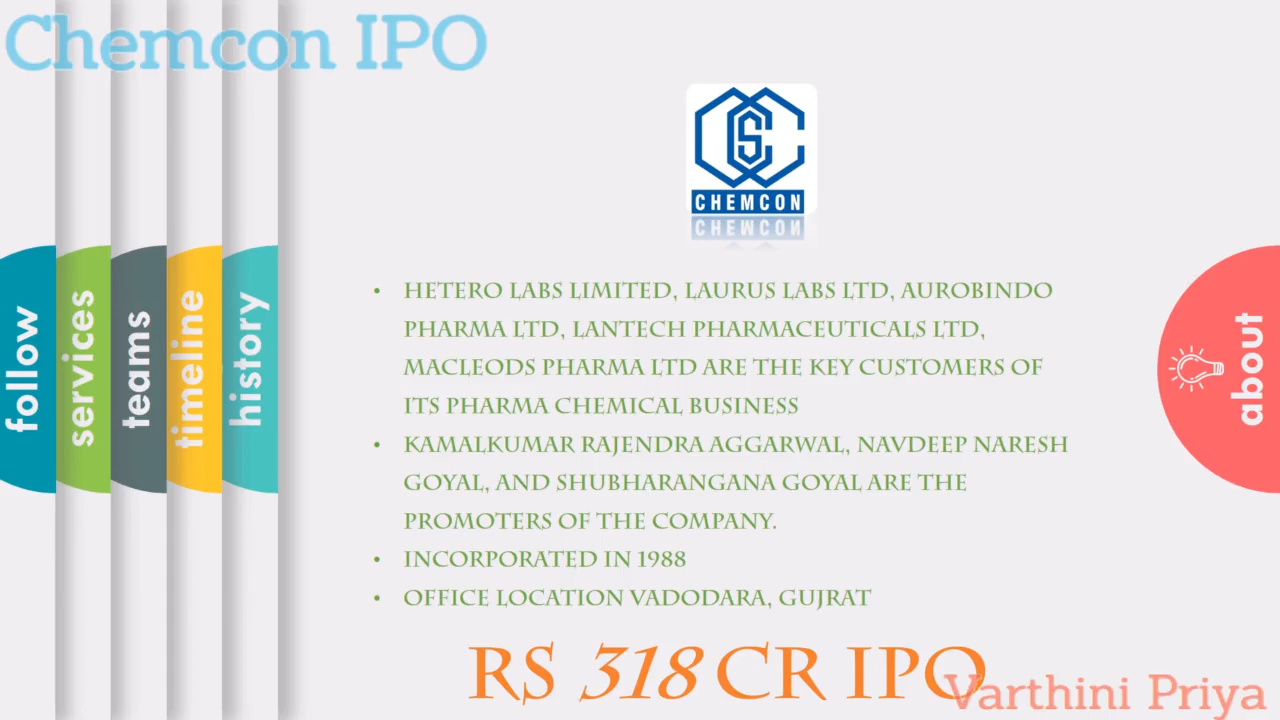 Chemcon IPO
CSC
CHEMCON
• HETERO LABS LIMITED, LAURUS LABS LTD, AUROBINDO
PHARMA LTD, LANTECH PHARMACEUTICALS LTD,
MACLEODS PHARMA LTD ARE THE KEY CUSTOMERS OF
ITS PHARMA CHEMICAL BUSINESS
• KAMALKUMAR RAJENDRA AGGARWAL, NAVDEEP NARESH
GOYAL, AND SHUBHARANGANA GOYAL ARE THE
PROMOTERS OF THE COMPANY.
• INCORPORATED IN 1988
• OFFICE LOCATION VADODARA, GUJRAT
RS 318 CR IPO
Varthini Priya
follow
services
teams
timeline
history
about